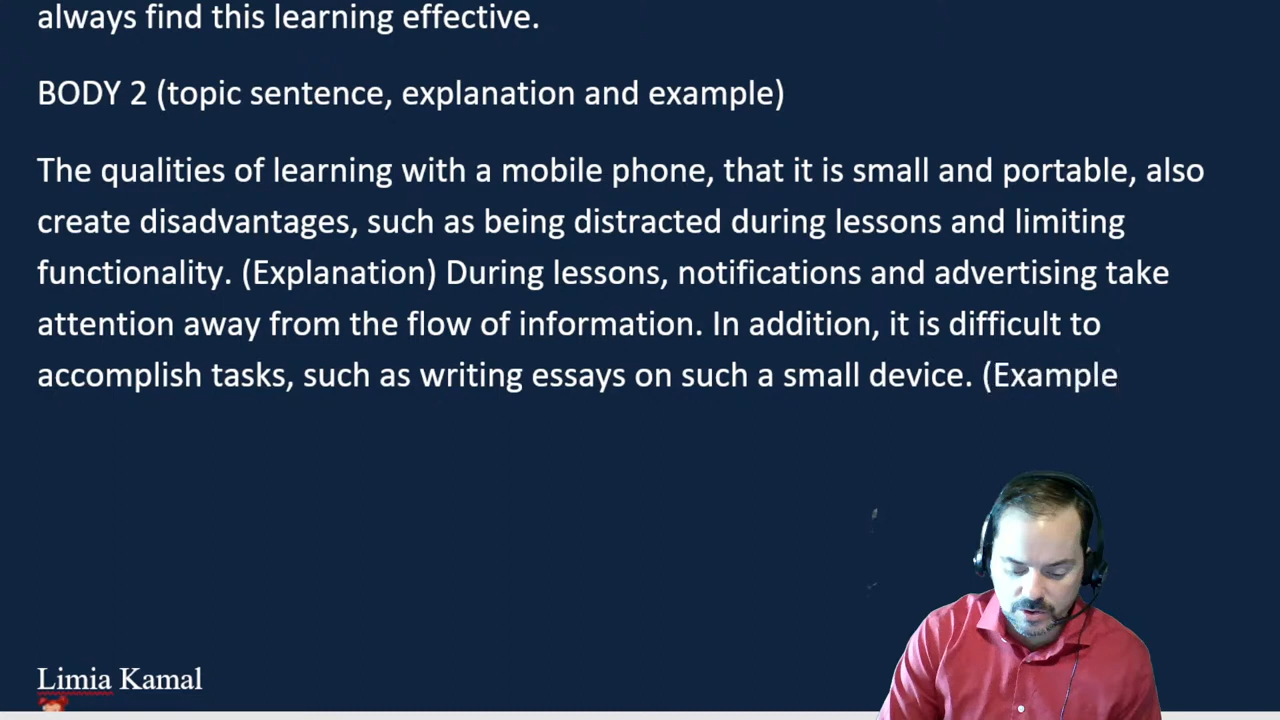 always find this learning effective.
BODY 2 (topic sentence, explanation and example)
The qualities of learning with a mobile phone, that it is small and portable, also
create disadvantages, such as being distracted during lessons and limiting
functionality. (Explanation) During lessons, notifications and advertising take
attention away from the flow of information. In addition, it is difficult to
accomplish tasks, such as writing essays on such a small device. (Example
Limia Kamal